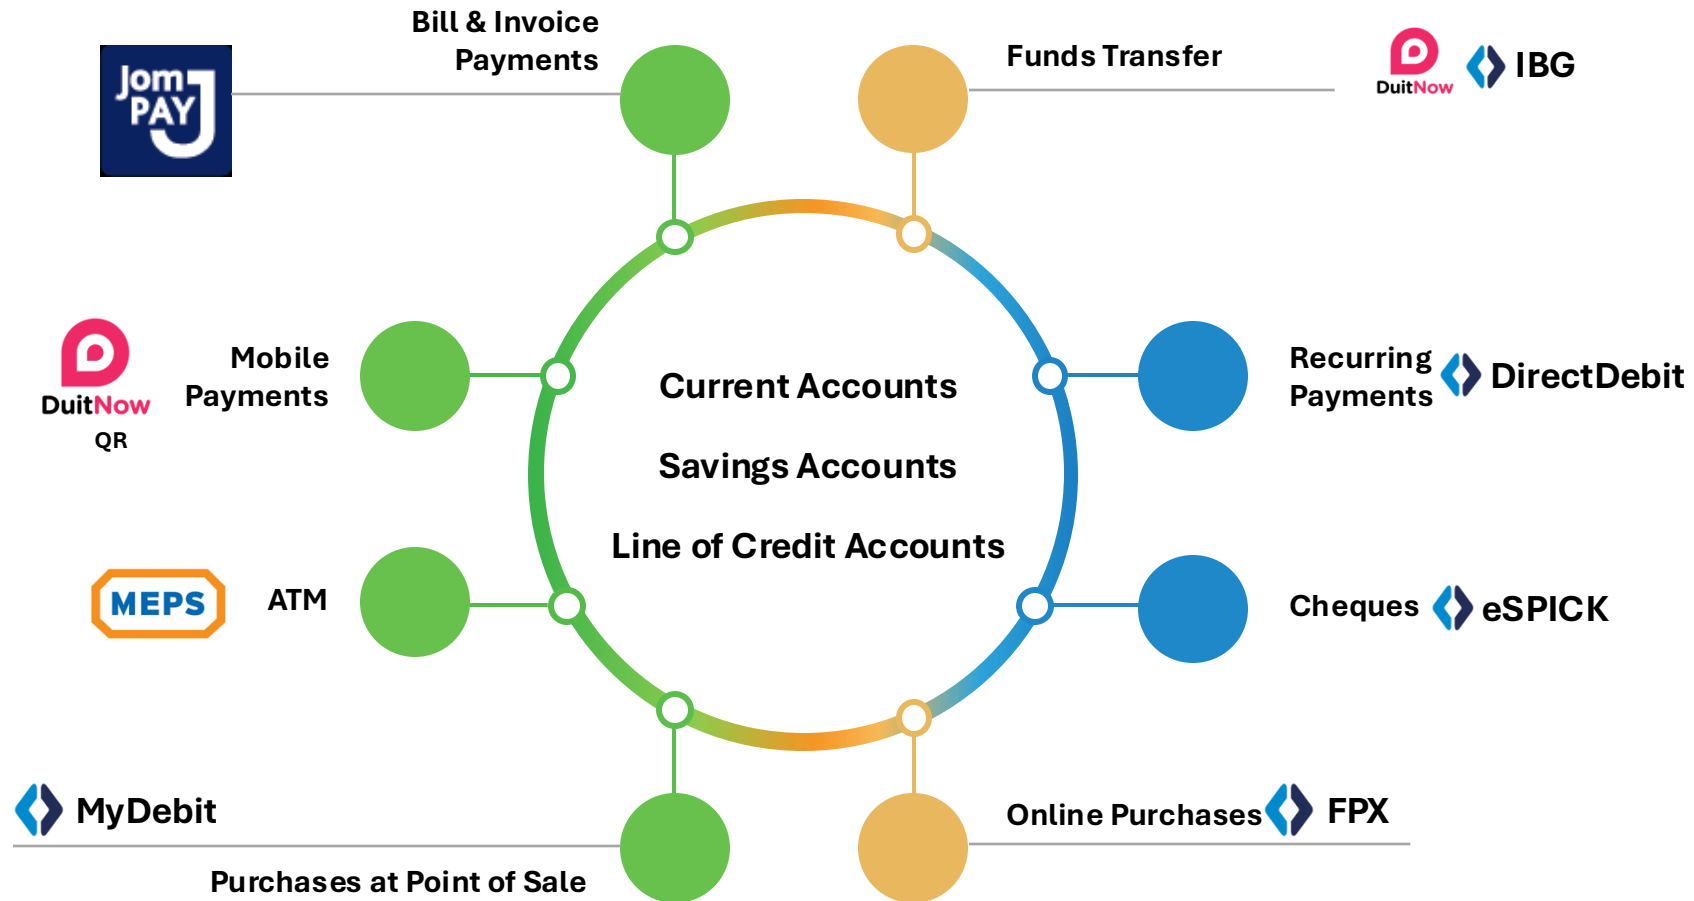 Bill & Invoice
Payments
Jom
PAY
Funds Transfer
DuitNow
IBG
DuitNow
QR
Mobile
Payments
Current Accounts
Savings Accounts
Line of Credit Accounts
Recurring
Payments
DirectDebit
MEPS
ATM
Cheques
eSPICK
MyDebit
Purchases at Point of Sale
Online Purchases
FPX